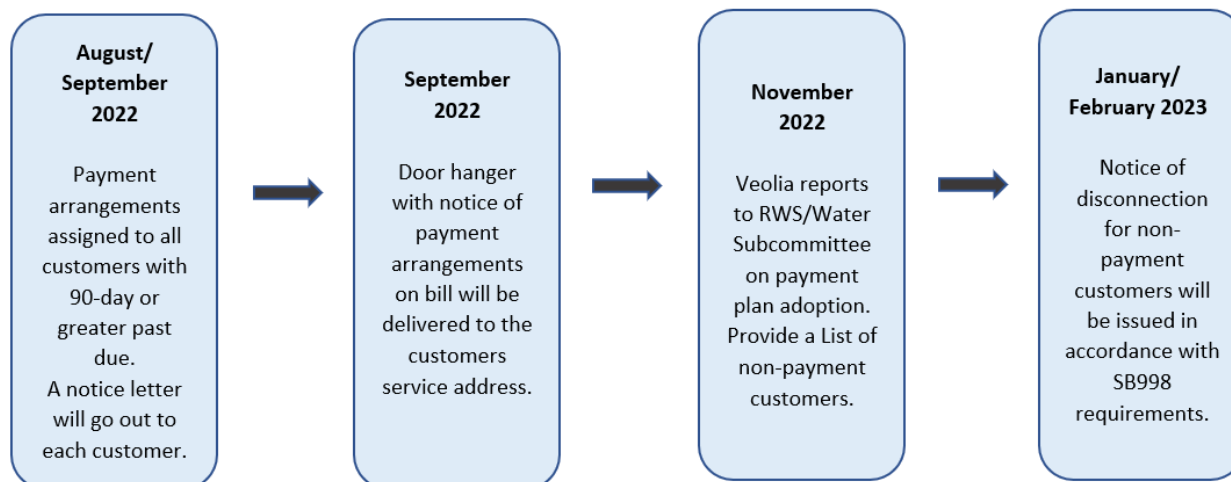 August/
September
2022
Payment
arrangements
assigned to all
customers with
90-day or
greater past
due.
A notice letter
will go out to
each customer.
September
2022
Door hanger
with notice of
payment
arrangements
on bill will be
delivered to the
customers
service address.
November
2022
Veolia reports
to RWS/Water
Subcommittee
on payment
plan adoption.
Provide a List of
non-payment
customers.
January/
February 2023
Notice of
disconnection
for non-
payment
customers will
be issued in
accordance with
SB998
requirements.